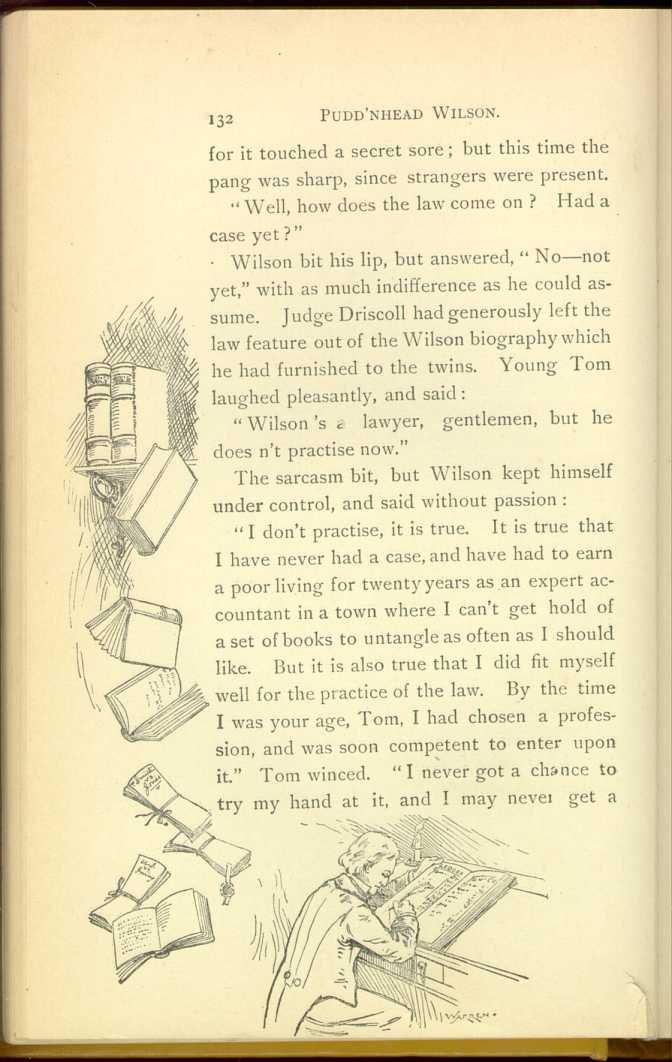 132 PUDD'NHEAD WILSON.
for it touched a secret sore; but this time the
pang was sharp, since strangers were present.
"Well, how does the law come on? Had a
case yet?"
Wilson bit his lip, but answered, "No—not
yet," with as much indifference as he could as-
sume. Judge Driscoll had generously left the
law feature out of the Wilson biography which
he had furnished to the twins. Young Tom
laughed pleasantly, and said:
"Wilson 's a lawyer, gentlemen, but he
does n't practise now."
The sarcasm bit, but Wilson kept himself
under control, and said without passion:
"I don't practise, it is true. It is true that
I have never had a case, and have had to earn
a poor living for twenty years as an expert ac-
countant in a town where I can't get hold of
a set of books to untangle as often as I should
like. But it is also true that I did fit myself
well for the practice of the law. By the time
I was your age, Tom, I had chosen a profes-
sion, and was soon competent to enter upon
it." Tom winced. "I never got a chance to
try my hand at it, and I may never get a
WARREN